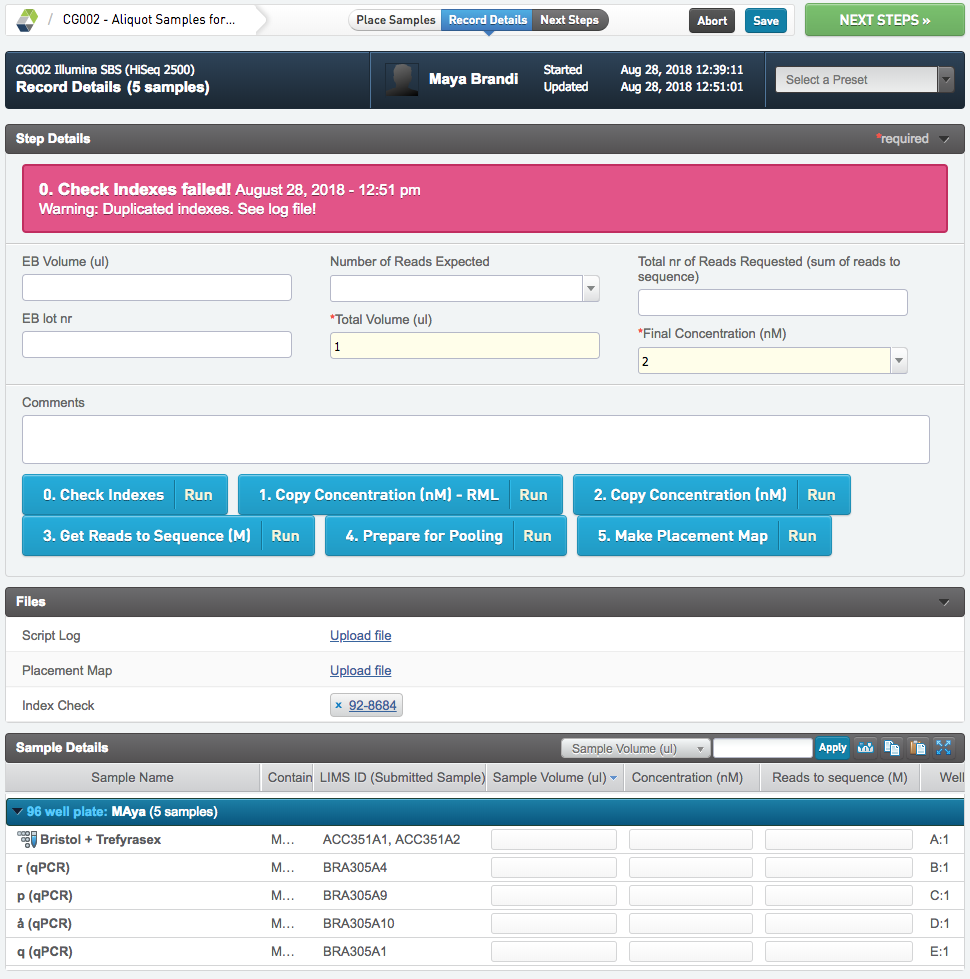 / CG002 - Aliquot Samples for...
Place Samples Record Details Next Steps
Abort Save NEXT STEPS »
CG002 Illumina SBS (HiSeq 2500)
Record Details (5 samples)
Maya Brandi
Started Aug 28, 2018 12:39:11
Updated Aug 28, 2018 12:51:01
Select a Preset
Step Details *required
0. Check Indexes failed! August 28, 2018 - 12:51 pm
Warning: Duplicated indexes. See log file!
EB Volume (ul)
EB lot nr
Number of Reads Expected
*Total Volume (ul)
1
Total nr of Reads Requested (sum of reads to
sequence)
*Final Concentration (nM)
2
Comments
0. Check Indexes Run 1. Copy Concentration (nM) - RML Run 2. Copy Concentration (nM) Run
3. Get Reads to Sequence (M) Run 4. Prepare for Pooling Run 5. Make Placement Map Run
Files
Script Log Upload file
Placement Map Upload file
Index Check x 92-8684
Sample Details Sample Volume (ul) Apply
Sample Name Contain LIMS ID (Submitted Sample) Sample Volume (ul) Concentration (nM) Reads to sequence (M) Well
96 well plate: MAya (5 samples)
Bristol + Trefyrasex M... ACC351A1, ACC351A2 A:1
r (qPCR) M... BRA305A4 B:1
p (qPCR) M... BRA305A9 C:1
å (qPCR) M... BRA305A10 D:1
q (qPCR) M... BRA305A1 E:1